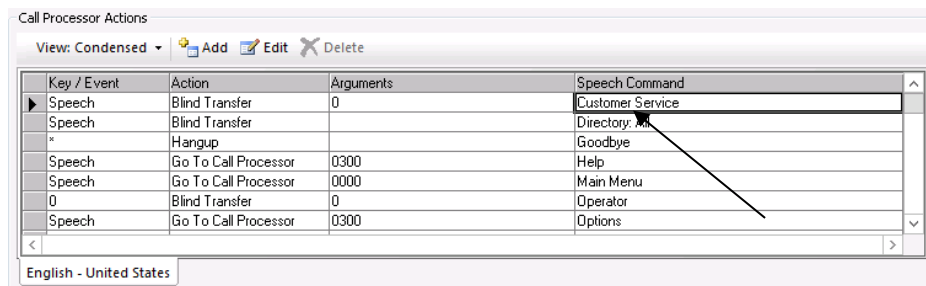 Call Processor Actions
View: Condensed Add Edit Delete
Key / Event Action Arguments Speech Command
Speech Blind Transfer 0 Customer Service
Speech Blind Transfer Directory: All
* Hangup Goodbye
Speech Go To Call Processor 0300 Help
Speech Go To Call Processor 0000 Main Menu
0 Blind Transfer 0 Operator
Speech Go To Call Processor 0300 Options
English - United States